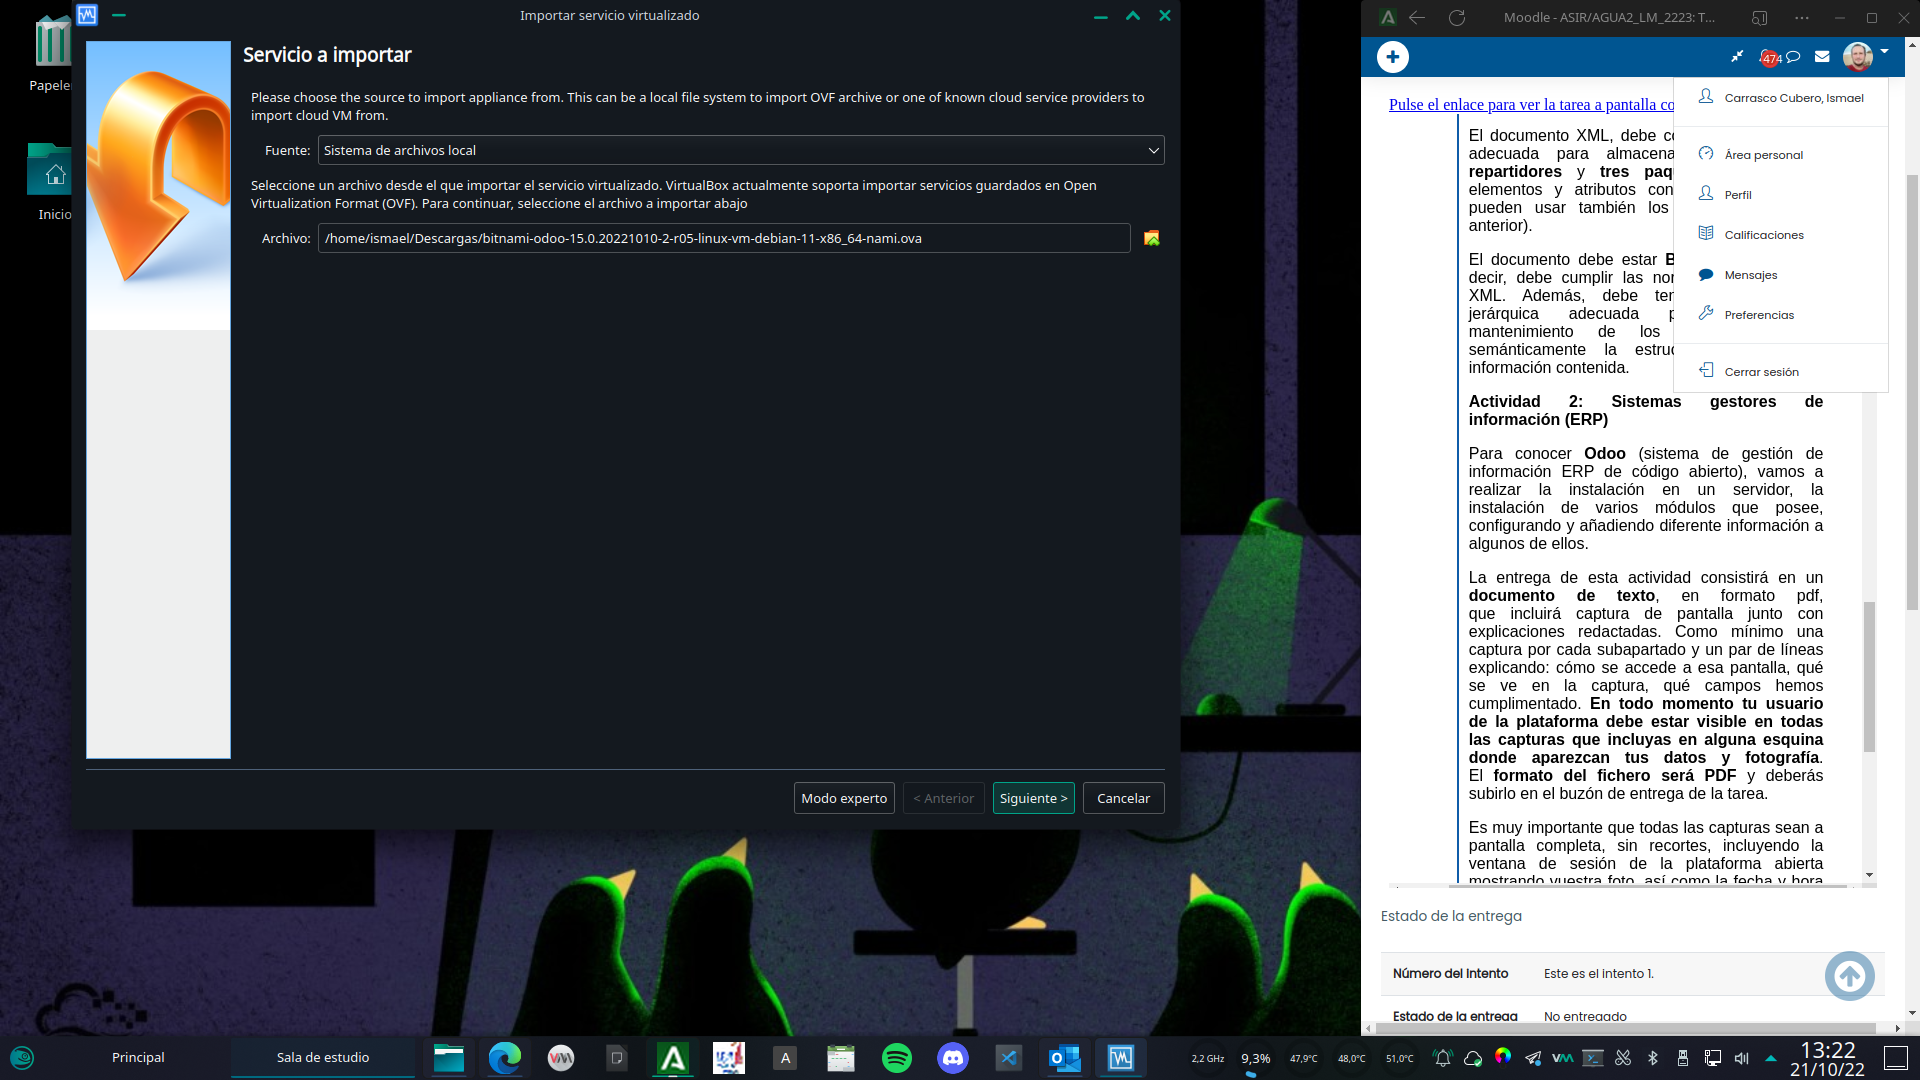 Papeler
Inicio
Importar servicio virtualizado
Servicio a importar
Please choose the source to import appliance from. This can be a local file system to import OVF archive or one of known cloud service providers to
import cloud VM from.
Fuente: Sistema de archivos local
Seleccione un archivo desde el que importar el servicio virtualizado. VirtualBox actualmente soporta importar servicios guardados en Open
Virtualization Format (OVF). Para continuar, seleccione el archivo a importar abajo
Archivo: /home/ismael/Descargas/bitnami-odoo-15.0.20221010-2-r05-linux-vm-debian-11-x86_64-nami.ova
Modo experto < Anterior Siguiente > Cancelar
Moodle - ASIR/AGUA2_LM_2223: T...
474
Pulse el enlace para ver la tarea a pantalla co
El documento XML, debe co
adecuada para almacena
repartidores y tres paq
elementos y atributos con
pueden usar también los
anterior).
El documento debe estar B
decir, debe cumplir las nor
XML. Además, debe ter
jerárquica adecuada p
mantenimiento de los
semánticamente la estruc
información contenida.
Carrasco Cubero, Ismael
Área personal
Perfil
Calificaciones
Mensajes
Preferencias
Cerrar sesión
Actividad 2: Sistemas gestores de
información (ERP)
Para conocer Odoo (sistema de gestión de
información ERP de código abierto), vamos a
realizar la instalación en un servidor, la
instalación de varios módulos que posee,
configurando y añadiendo diferente información a
algunos de ellos.
La entrega de esta actividad consistirá en un
documento de texto, en formato pdf,
que incluirá captura de pantalla junto con
explicaciones redactadas. Como mínimo una
captura por cada subapartado y un par de líneas
explicando: cómo se accede a esa pantalla, qué
se ve en la captura, qué campos hemos
cumplimentado. En todo momento tu usuario
de la plataforma debe estar visible en todas
las capturas que incluyas en alguna esquina
donde aparezcan tus datos y fotografía.
El formato del fichero será PDF y deberás
subirlo en el buzón de entrega de la tarea.
Es muy importante que todas las capturas sean a
pantalla completa, sin recortes, incluyendo la
ventana de sesión de la plataforma abierta
mostrando vuestra foto, así como la fecha y hora
Estado de la entrega
Número del intento Este es el intento 1.
Estado de la entrega No entregado
Principal
Sala de estudio
A
2,2 GHz
9,3%
47,9°C
48,0°C
51,0°C
13:22
21/10/22